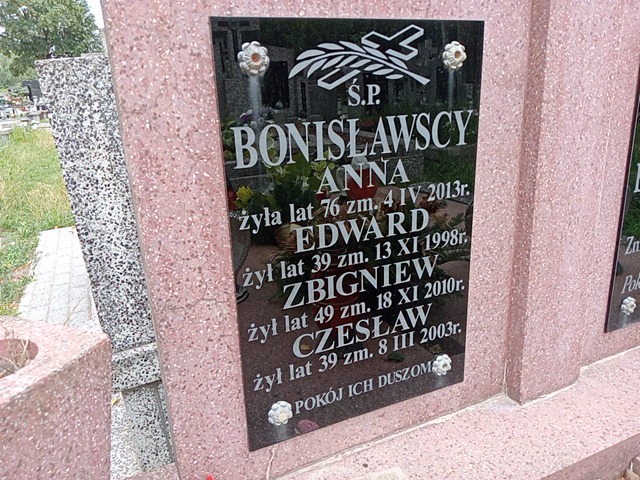 Ś.P.
BONISŁAWSCY
ANNA
żyła lat 76 zm. 4 IV 2013r.
EDWARD
żył lat 39 zm. 13 XI 1998r.
ZBIGNIEW
żył lat 49 zm. 18 XI 2010r.
CZESŁAW
żył lat 39 zm. 8 III 2003r.
POKÓJ ICH DUSZOM